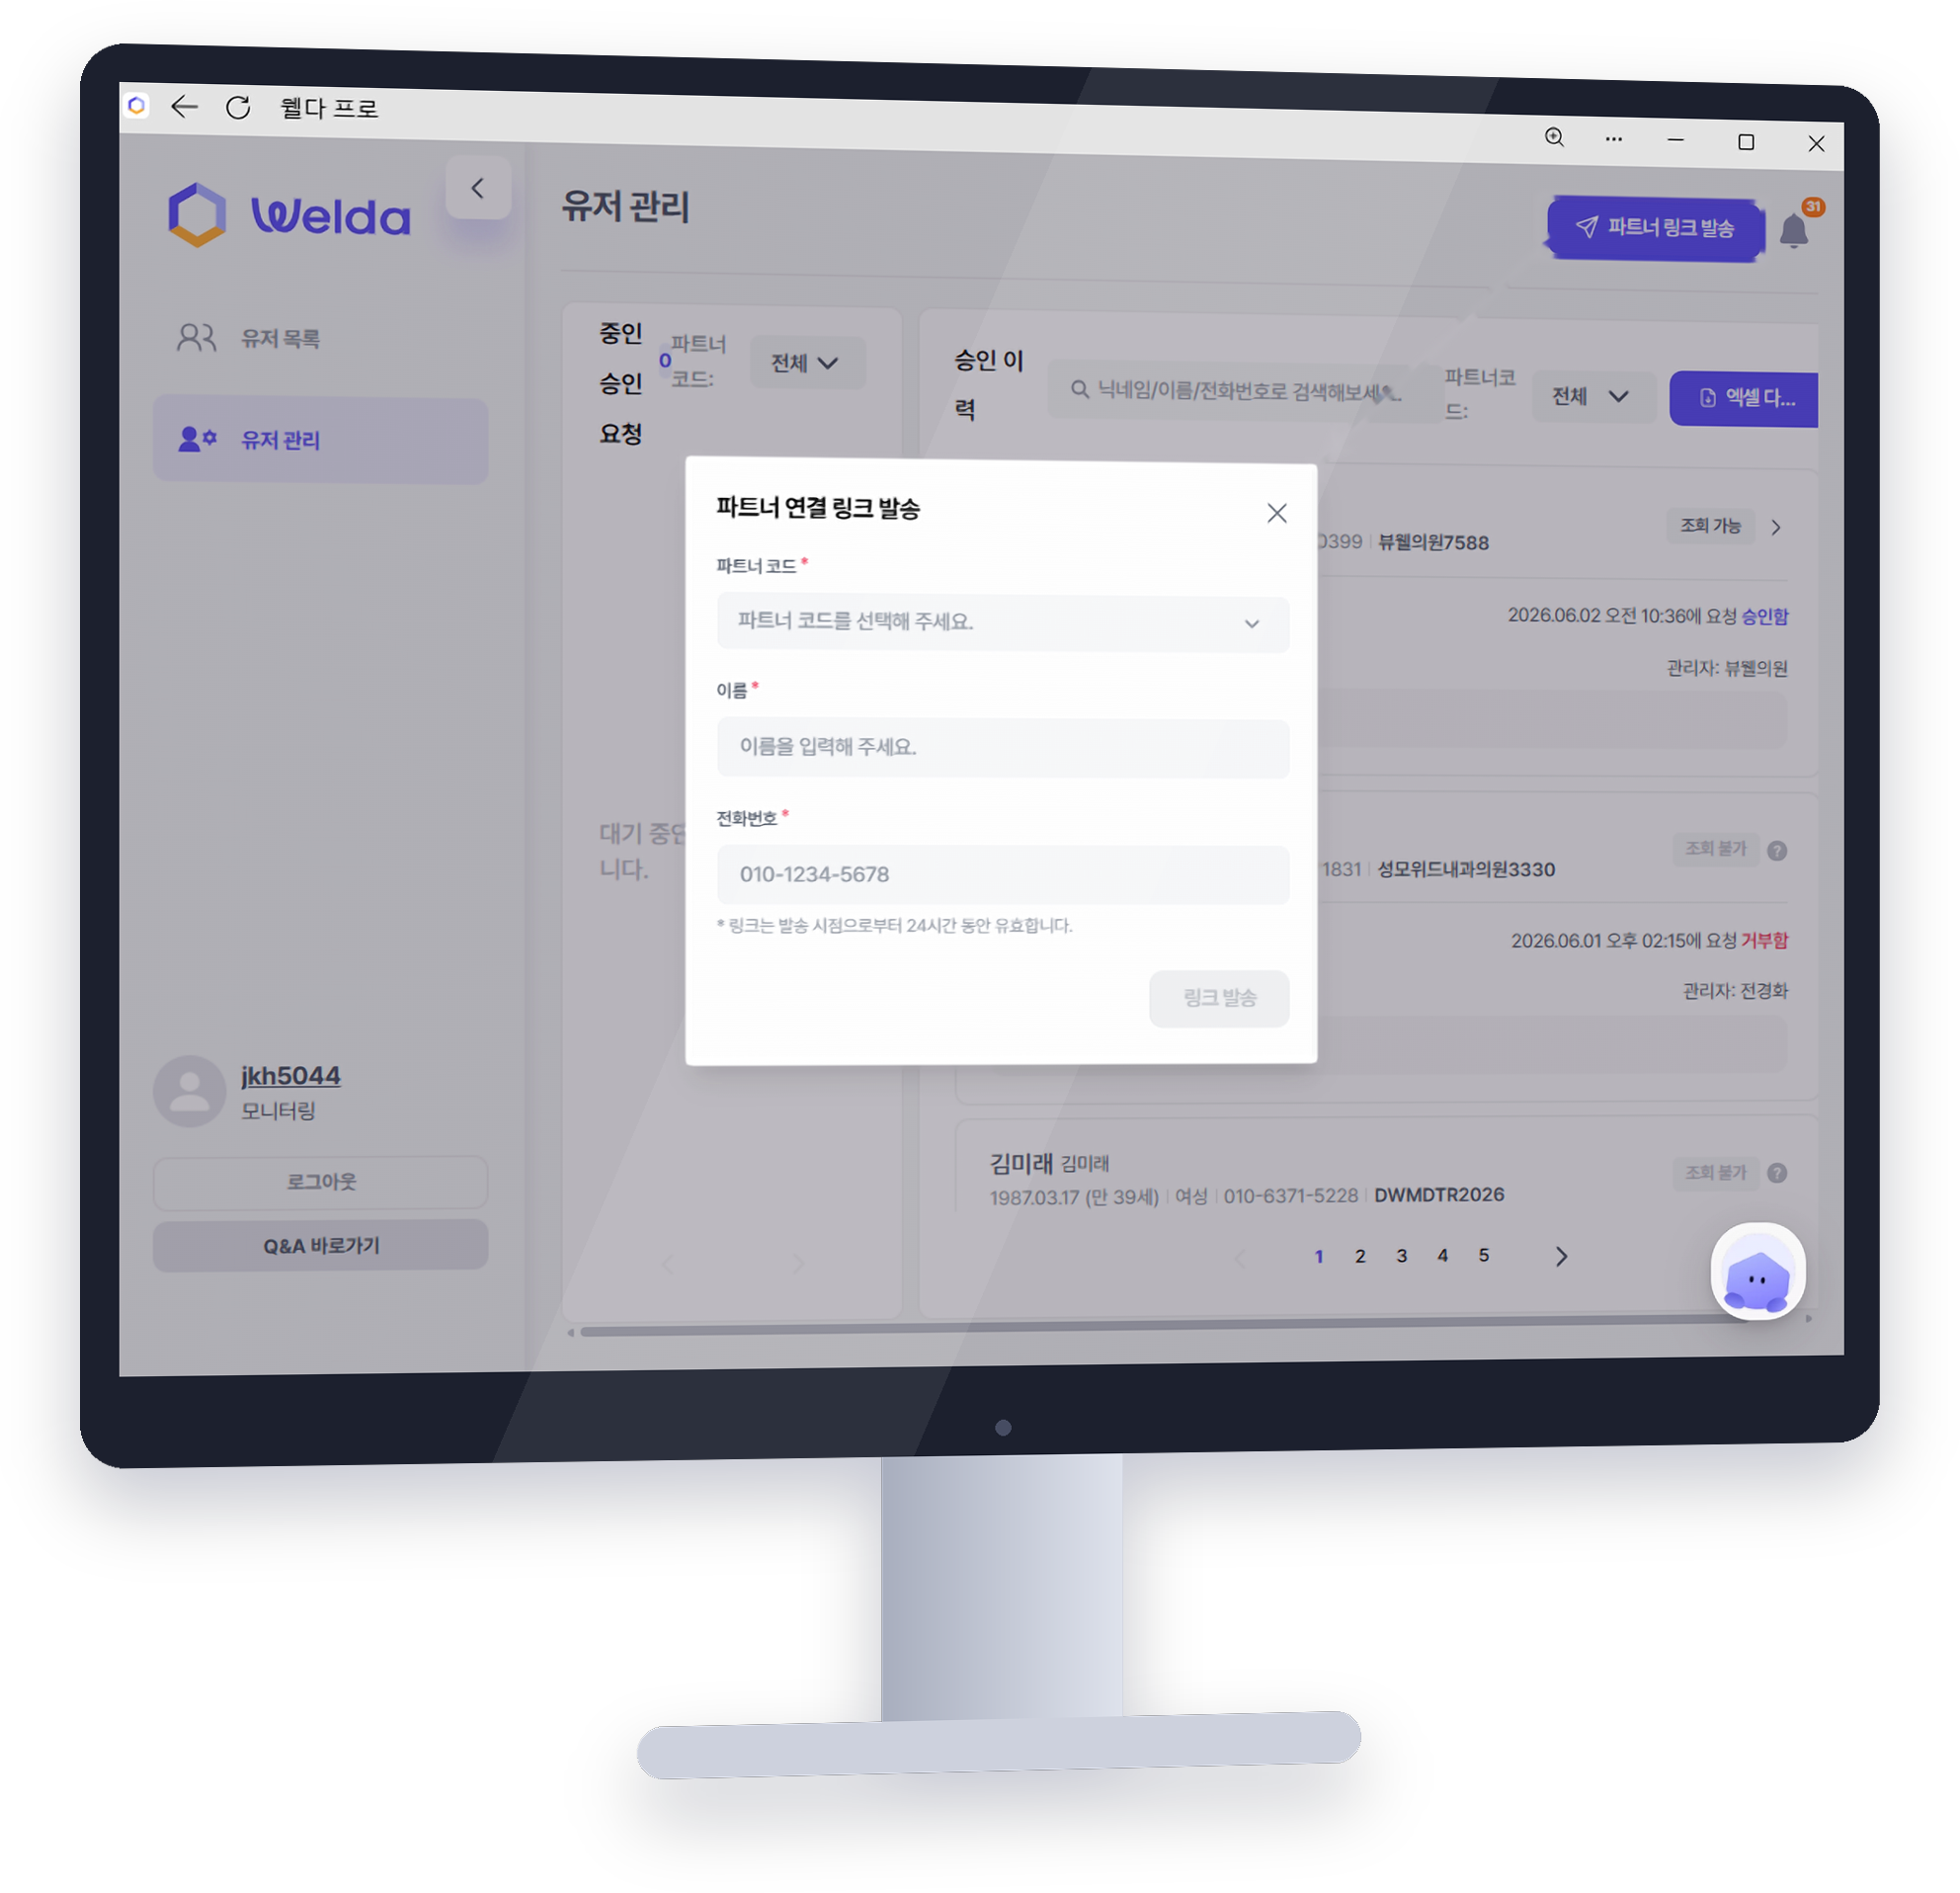 웰다 프로
Welda
유저 목록
유저 관리
jkh5044
모니터링
로그아웃
Q&A 바로가기
유저 관리
파트너 링크 발송
31
중인
승인
요청
0
파트너
코드:
전체
대기 중인
니다.
승인 이
력
닉네임/이름/전화번호로 검색해보세
파트너코
드:
전체
엑셀 다...
0399
뷰웰의원7588
조회 가능
2026.06.02 오전 10:36에 요청 승인함
관리자: 뷰웰의원
1831
성모위드내과의원3330
조회 불가
?
2026.06.01 오후 02:15에 요청 거부함
관리자: 전경화
김미래 김미래
1987.03.17 (만 39세) | 여성 | 010-6371-5228 | DWMDTR2026
조회 불가
?
1 2 3 4 5
파트너 연결 링크 발송
파트너 코드 *
파트너 코드를 선택해 주세요.
이름 *
이름을 입력해 주세요.
전화번호 *
010-1234-5678
* 링크는 발송 시점으로부터 24시간 동안 유효합니다.
링크 발송